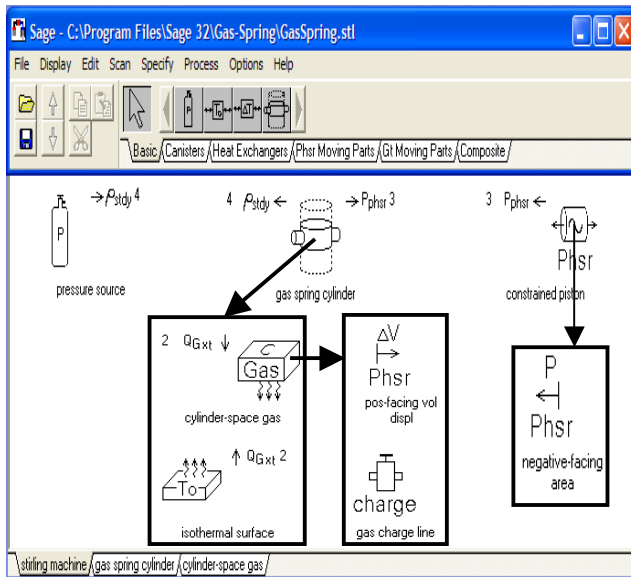 Sage - C:\Program Files\Sage 32\Gas-Spring\GasSpring.stl
File Display Edit Scan Specify Process Options Help
P To ΔT
Basic Canisters Heat Exchangers Phsr Moving Parts Gt Moving Parts Composite
→ρstdy 4
4 ρstdy ←
→Pphsr 3
3 Pphsr ←
P
Phsr
pressure source
gas spring cylinder
constrained piston
2 QGxt ↓
C
Gas
cylinder-space gas
To
↑ QGxt 2
isothermal surface
ΔV
Phsr
pos-facing vol
displ
charge
gas charge line
P
Phsr
negative-facing
area
stirling machine gas spring cylinder cylinder-space gas